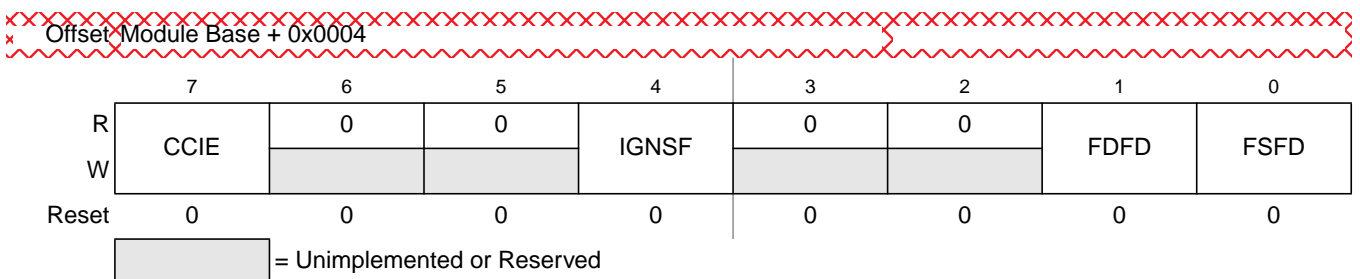 Offset Module Base + 0x0004
7 6 5 4 3 2 1 0
R CCIE 0 0 IGNSF 0 0 FDFD FSFD
W
Reset 0 0 0 0 0 0 0 0
= Unimplemented or Reserved